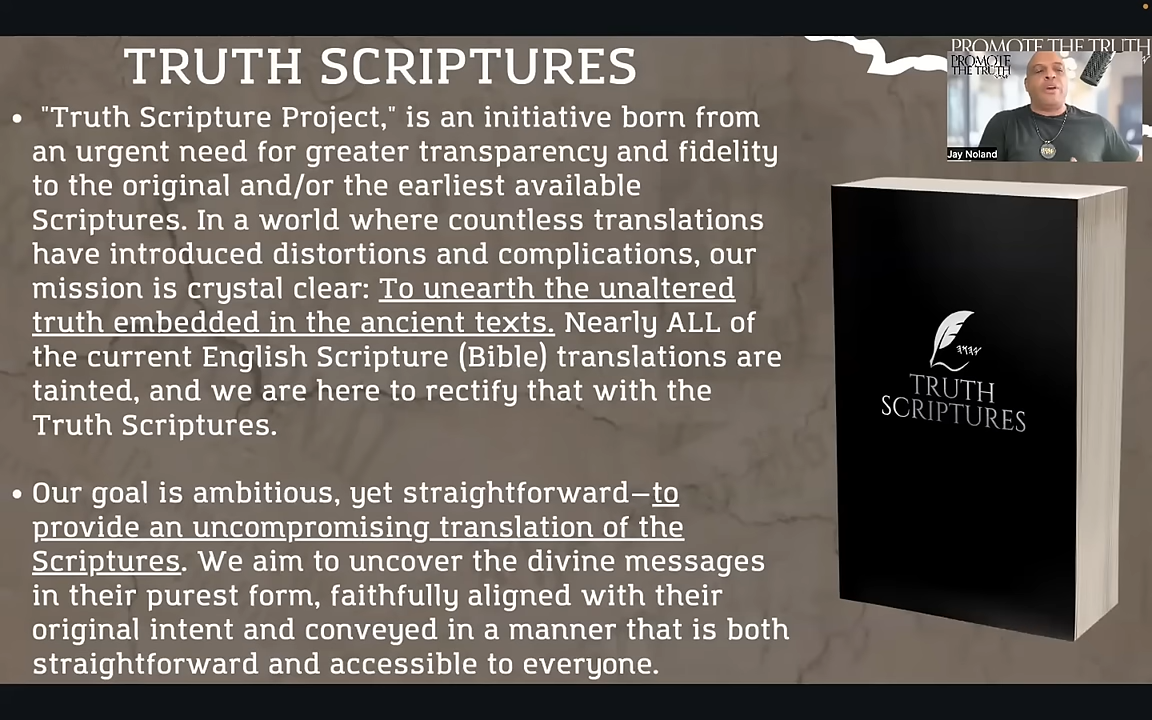 TRUTH SCRIPTURES
• "Truth Scripture Project," is an initiative born from
an urgent need for greater transparency and fidelity
to the original and/or the earliest available
Scriptures. In a world where countless translations
have introduced distortions and complications, our
mission is crystal clear: To unearth the unaltered
truth embedded in the ancient texts. Nearly ALL of
the current English Scripture (Bible) translations are
tainted, and we are here to rectify that with the
Truth Scriptures.
• Our goal is ambitious, yet straightforward—to
provide an uncompromising translation of the
Scriptures. We aim to uncover the divine messages
in their purest form, faithfully aligned with their
original intent and conveyed in a manner that is both
straightforward and accessible to everyone.
PROMOTE THE TRUTH
PROMOTE
THE TRUTH
Jay Noland
𐤉𐤄𐤅𐤄
TRUTH
SCRIPTURES